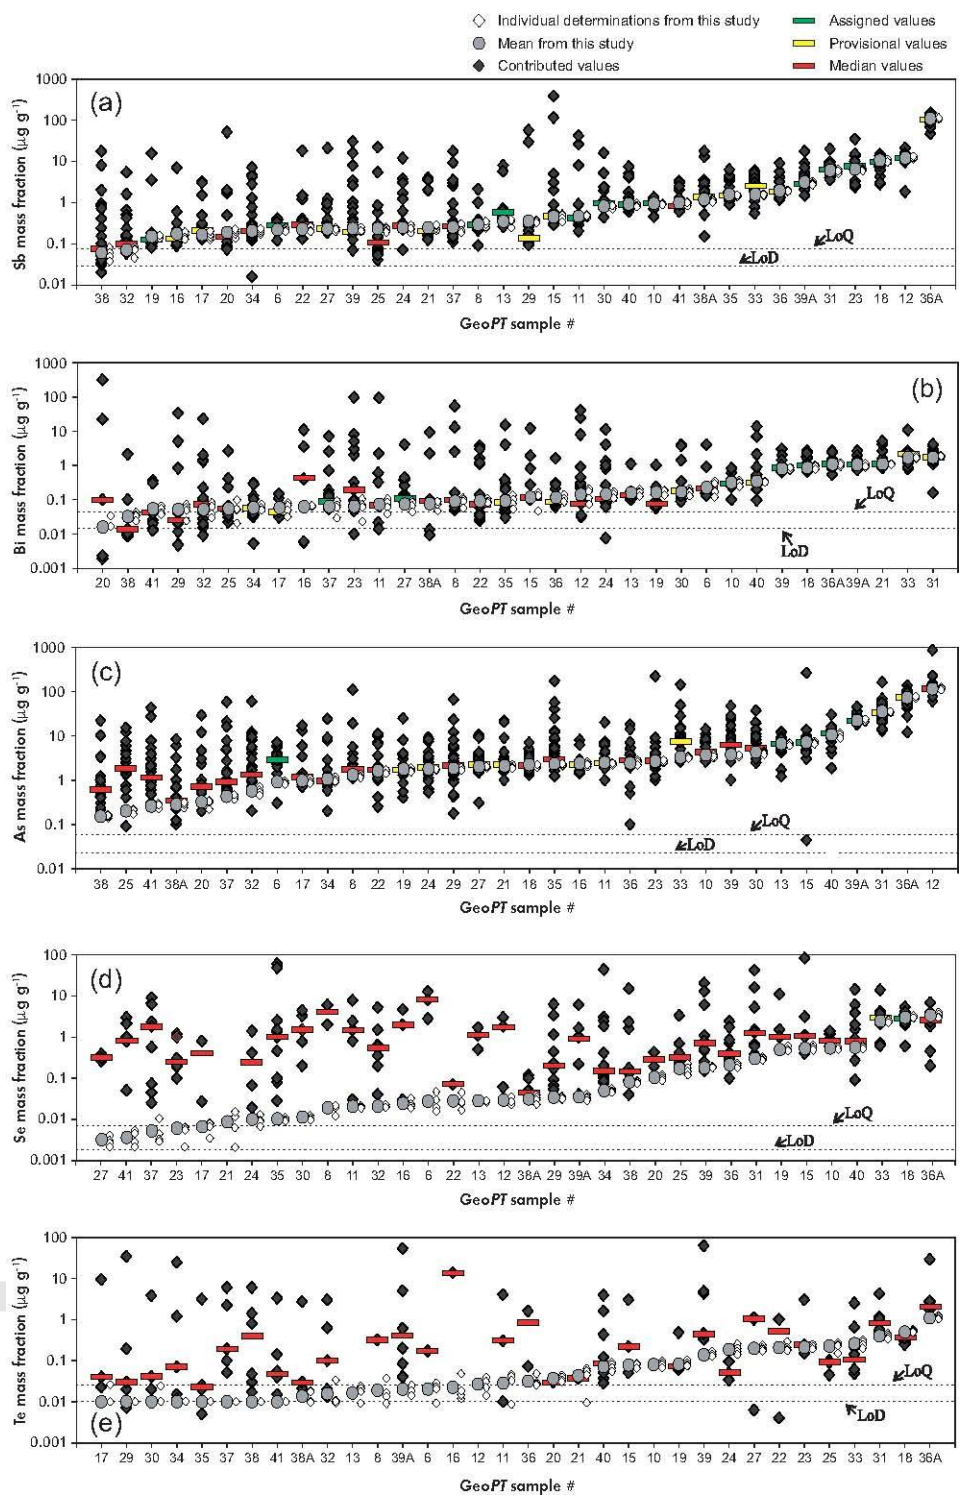 Individual determinations from this study
Assigned values
Mean from this study
Provisional values
Contributed values
Median values
(a)
Sb mass fraction (µg g⁻¹)
1000
100
10
1
0.1
0.01
LoQ
LoD
38 32 19 16 17 20 34 6 22 27 39 25 24 21 37 8 13 29 15 11 30 40 10 41 38A 35 33 36 39A 31 23 18 12 36A
GeoPT sample #
(b)
Bi mass fraction (µg g⁻¹)
1000
100
10
1
0.1
0.01
0.001
LoQ
LoD
20 38 41 29 32 25 34 17 16 37 23 11 27 38A 8 22 35 15 36 12 24 13 19 30 6 10 40 39 18 36A 39A 21 33 31
GeoPT sample #
(c)
As mass fraction (µg g⁻¹)
1000
100
10
1
0.1
0.01
LoQ
LoD
38 25 41 38A 20 37 32 6 17 34 8 22 19 24 29 27 21 18 35 16 11 36 23 33 10 39 30 13 15 40 39A 31 36A 12
GeoPT sample #
(d)
Se mass fraction (µg g⁻¹)
100
10
1
0.1
0.01
0.001
LoQ
LoD
27 41 37 23 17 21 24 35 30 8 11 32 16 6 22 13 12 38A 29 39A 34 38 20 25 39 36 31 19 15 10 40 33 18 36A
GeoPT sample #
(e)
Te mass fraction (µg g⁻¹)
100
10
1
0.1
0.01
0.001
LoQ
LoD
17 29 30 34 35 37 38 41 38A 32 13 8 39A 6 16 12 11 36 20 21 40 15 10 19 39 24 27 22 23 25 33 31 18 36A
GeoPT sample #